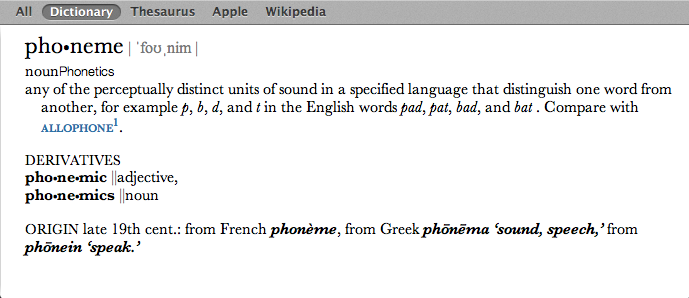 All Dictionary Thesaurus Apple Wikipedia
pho•neme | ˈfoʊˌnim |
nounPhonetics
any of the perceptually distinct units of sound in a specified language that distinguish one word from
another, for example p, b, d, and t in the English words pad, pat, bad, and bat . Compare with
ALLOPHONE1.
DERIVATIVES
pho•ne•mic ||adjective,
pho•ne•mics ||noun
ORIGIN late 19th cent.: from French phonème, from Greek phōnēma ‘sound, speech,’ from
phōnein ‘speak.’